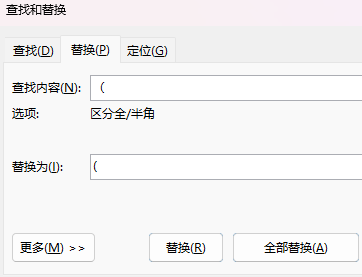 查找和替换
查找(D) 替换(P) 定位(G)
查找内容(N): （
选项: 区分全/半角
替换为(I): (
更多(M) >> 替换(R) 全部替换(A)